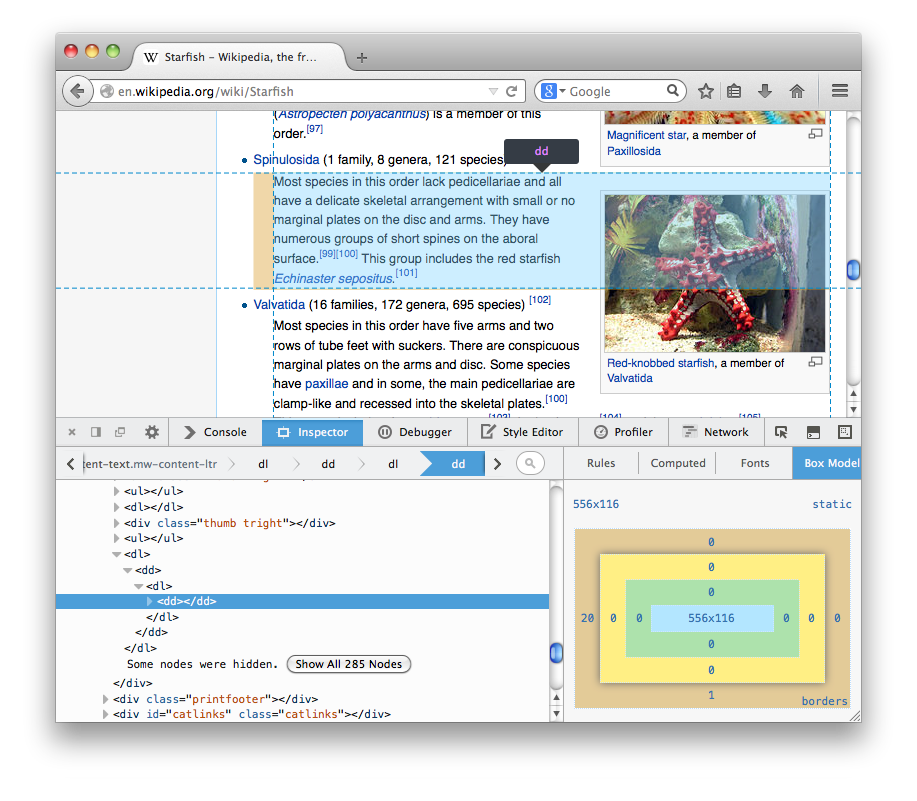 W Starfish – Wikipedia, the fr...
en.wikipedia.org/wiki/Starfish
8 Google
(Astropecten polyacanthus) is a member of this
order.[97]
Magnificent star, a member of
Paxillosida
• Spinulosida (1 family, 8 genera, 121 species)
dd
Most species in this order lack pedicellariae and all
have a delicate skeletal arrangement with small or no
marginal plates on the disc and arms. They have
numerous groups of short spines on the aboral
surface.[99][100] This group includes the red starfish
Echinaster sepositus.[101]
• Valvatida (16 families, 172 genera, 695 species) [102]
Most species in this order have five arms and two
rows of tube feet with suckers. There are conspicuous
marginal plates on the arms and disc. Some species
have paxillae and in some, the main pedicellariae are
clamp-like and recessed into the skeletal plates.[100]
Red-knobbed starfish, a member of
Valvatida
Console
Inspector
Debugger
Style Editor
Profiler
Network
ent-text.mw-content-ltr
dl
dd
dl
dd
Rules
Computed
Fonts
Box Model
<ul></ul>
<dl></dl>
<div class="thumb tright"></div>
<ul></ul>
<dl>
<dd>
<dl>
<dd></dd>
</dl>
</dd>
</dl>
Some nodes were hidden. Show All 285 Nodes
</div>
<div class="printfooter"></div>
<div id="catlinks" class="catlinks"></div>
556x116
static
0
0
0
20 0 0 556x116 0 0 0
0
0
1
borders